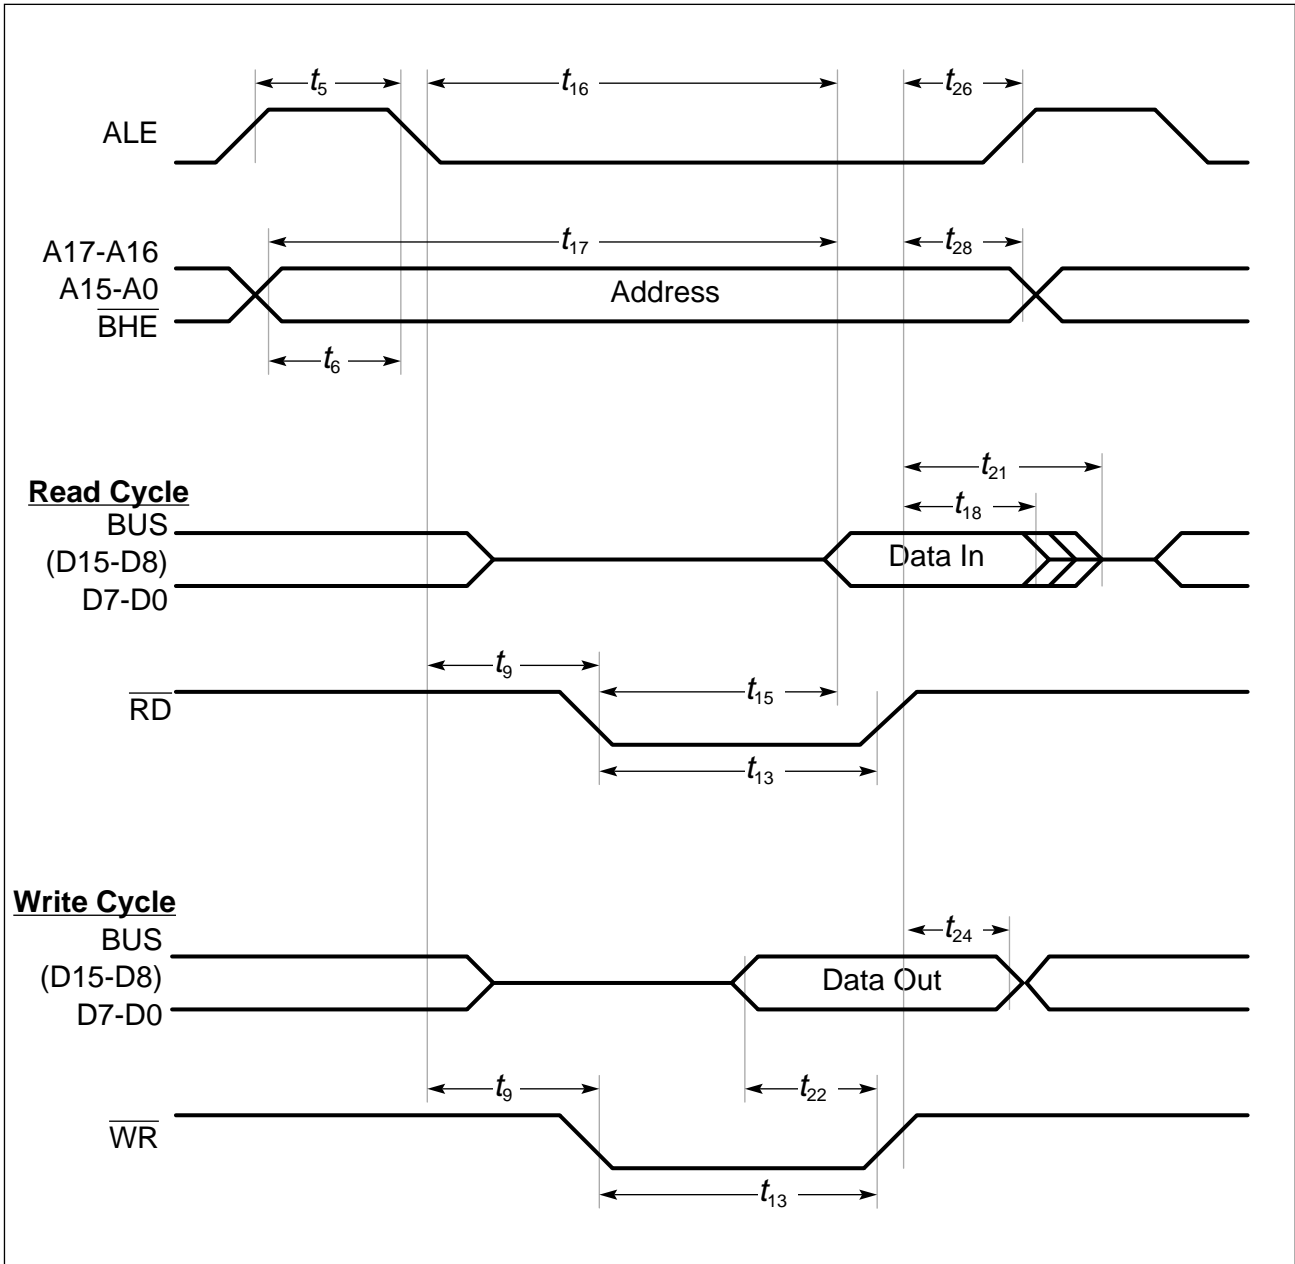 t5 t16 t26
ALE
t17 t28
A17-A16
A15-A0 Address
BHE
t6
t21
Read Cycle
t18
BUS
(D15-D8) Data In
D7-D0
t9
t15
RD
t13
Write Cycle
t24
BUS
(D15-D8) Data Out
D7-D0
t9 t22
WR
t13